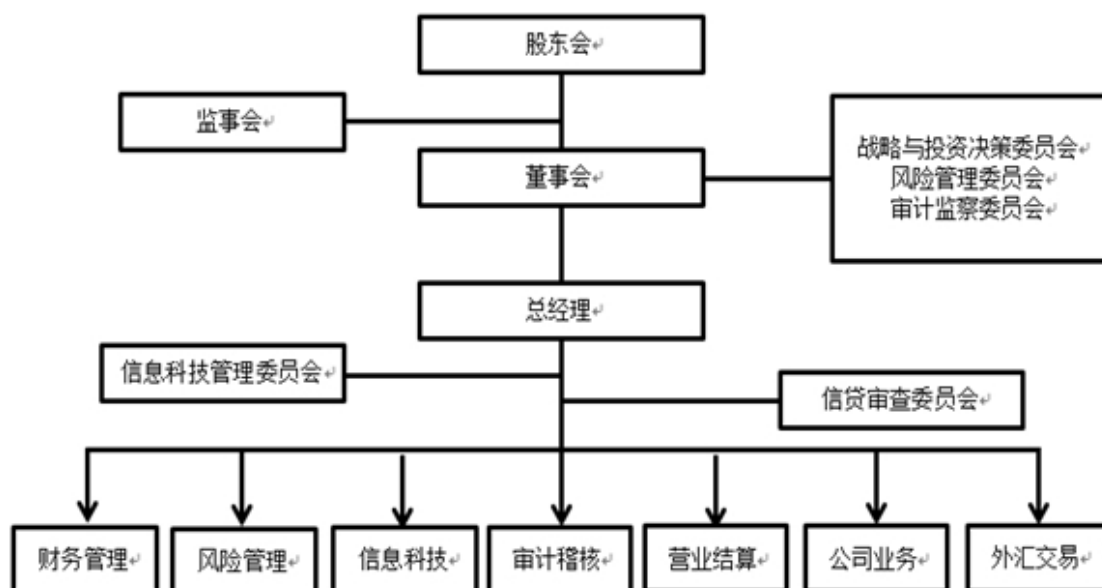 股东会
监事会
董事会
战略与投资决策委员会
风险管理委员会
审计监察委员会
总经理
信息科技管理委员会
信贷审查委员会
财务管理
风险管理
信息科技
审计稽核
营业结算
公司业务
外汇交易